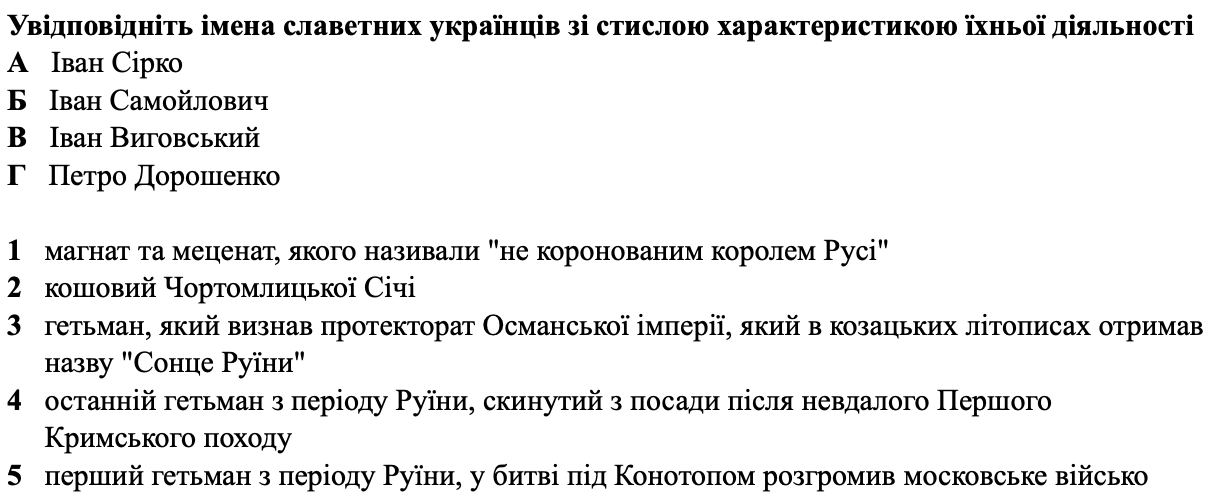 Увідповідніть імена славетних українців зі стислою характеристикою їхньої діяльності
А Іван Сірко
Б Іван Самойлович
В Іван Виговський
Г Петро Дорошенко
1 магнат та меценат, якого називали "не коронованим королем Русі"
2 кошовий Чортомлицької Січі
3 гетьман, який визнав протекторат Османської імперії, який в козацьких літописах отримав
назву "Сонце Руїни"
4 останній гетьман з періоду Руїни, скинутий з посади після невдалого Першого
Кримського походу
5 перший гетьман з періоду Руїни, у битві під Конотопом розгромив московське військо